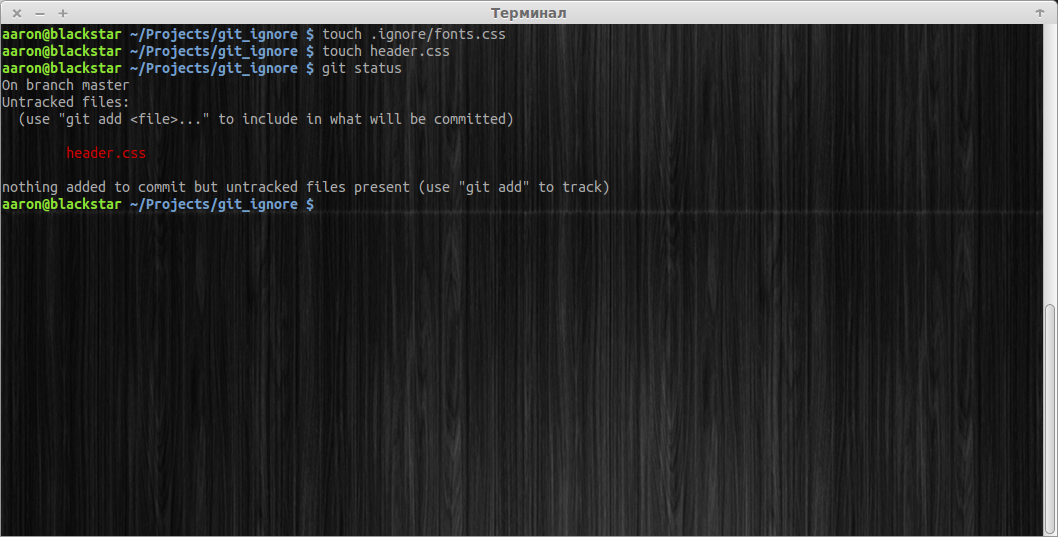 Терминал
aaron@blackstar ~/Projects/git_ignore $ touch .ignore/fonts.css
aaron@blackstar ~/Projects/git_ignore $ touch header.css
aaron@blackstar ~/Projects/git_ignore $ git status
On branch master
Untracked files:
  (use "git add <file>..." to include in what will be committed)
        header.css
nothing added to commit but untracked files present (use "git add" to track)
aaron@blackstar ~/Projects/git_ignore $